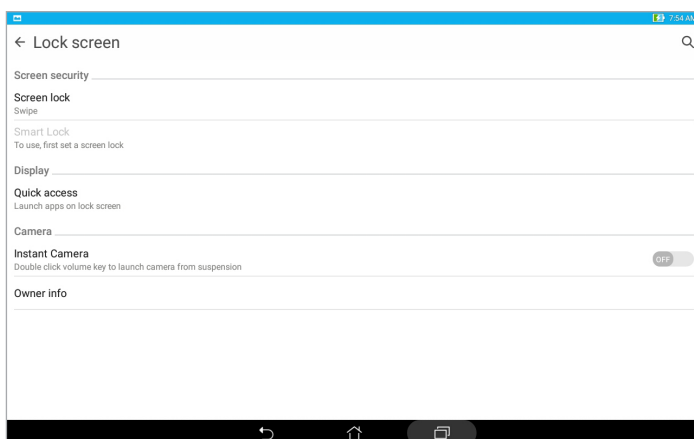 7:54 AM
Lock screen
Screen security
Screen lock
Swipe
Smart Lock
To use, first set a screen lock
Display
Quick access
Launch apps on lock screen
Camera
Instant Camera
Double click volume key to launch camera from suspension
OFF
Owner info